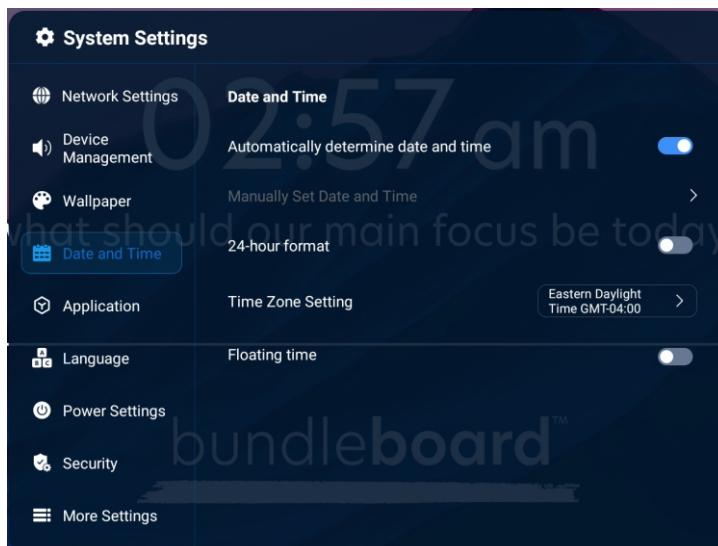 System Settings
Network Settings
Device
Management
Wallpaper
Date and Time
Application
Language
Power Settings
Security
More Settings
Date and Time
Automatically determine date and time
Manually Set Date and Time
24-hour format
Time Zone Setting
Eastern Daylight
Time GMT-04:00
Floating time
02:57 am
what should our main focus be today
bundleboard™